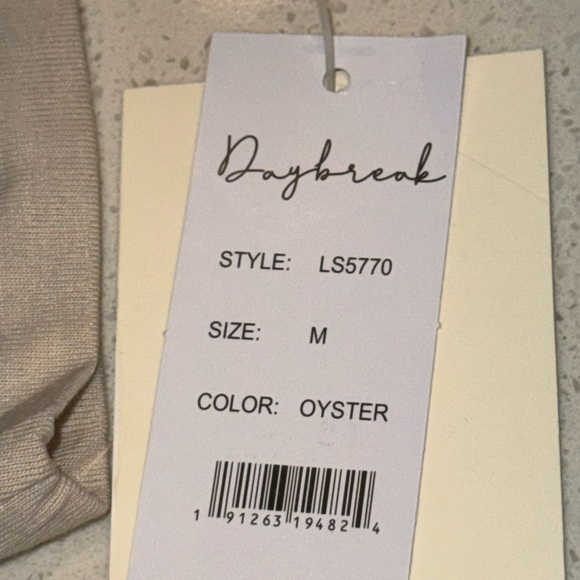 Daybreak
STYLE: LS5770
SIZE: M
COLOR: OYSTER
1 91263 19482 4